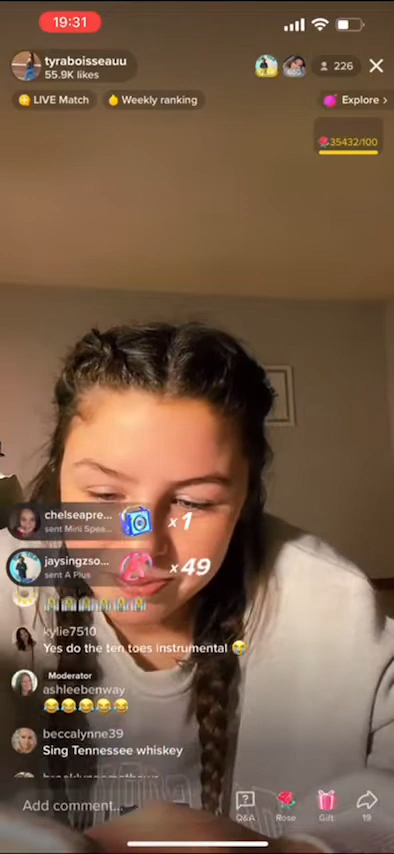 19:31
tyraboisseauu
55.9K likes
226
LIVE Match
Weekly ranking
Explore >
35432/100
chelseapre...
sent Mini Spea...
x1
jaysingzso...
sent A Plus
x49
kylie7510
Yes do the ten toes instrumental 😭
Moderator
ashleebenway
😂😂😂😂😂
beccalynne39
Sing Tennessee whiskey
Add comment...
Q&A
Rose
Gift
19